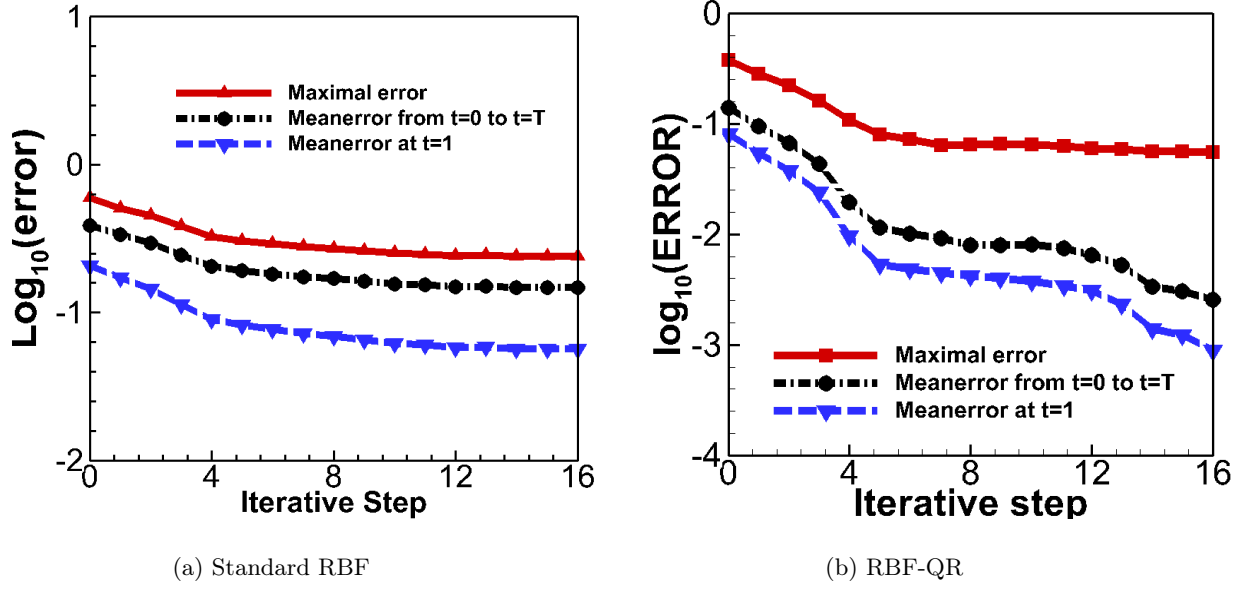 1
0
-1
-2
Log10(error)
Maximal error
Meanerror from t=0 to t=T
Meanerror at t=1
0 4 8 12 16
Iterative Step
(a) Standard RBF
0
-1
-2
-3
-4
log10(ERROR)
Maximal error
Meanerror from t=0 to t=T
Meanerror at t=1
0 4 8 12 16
Iterative step
(b) RBF-QR